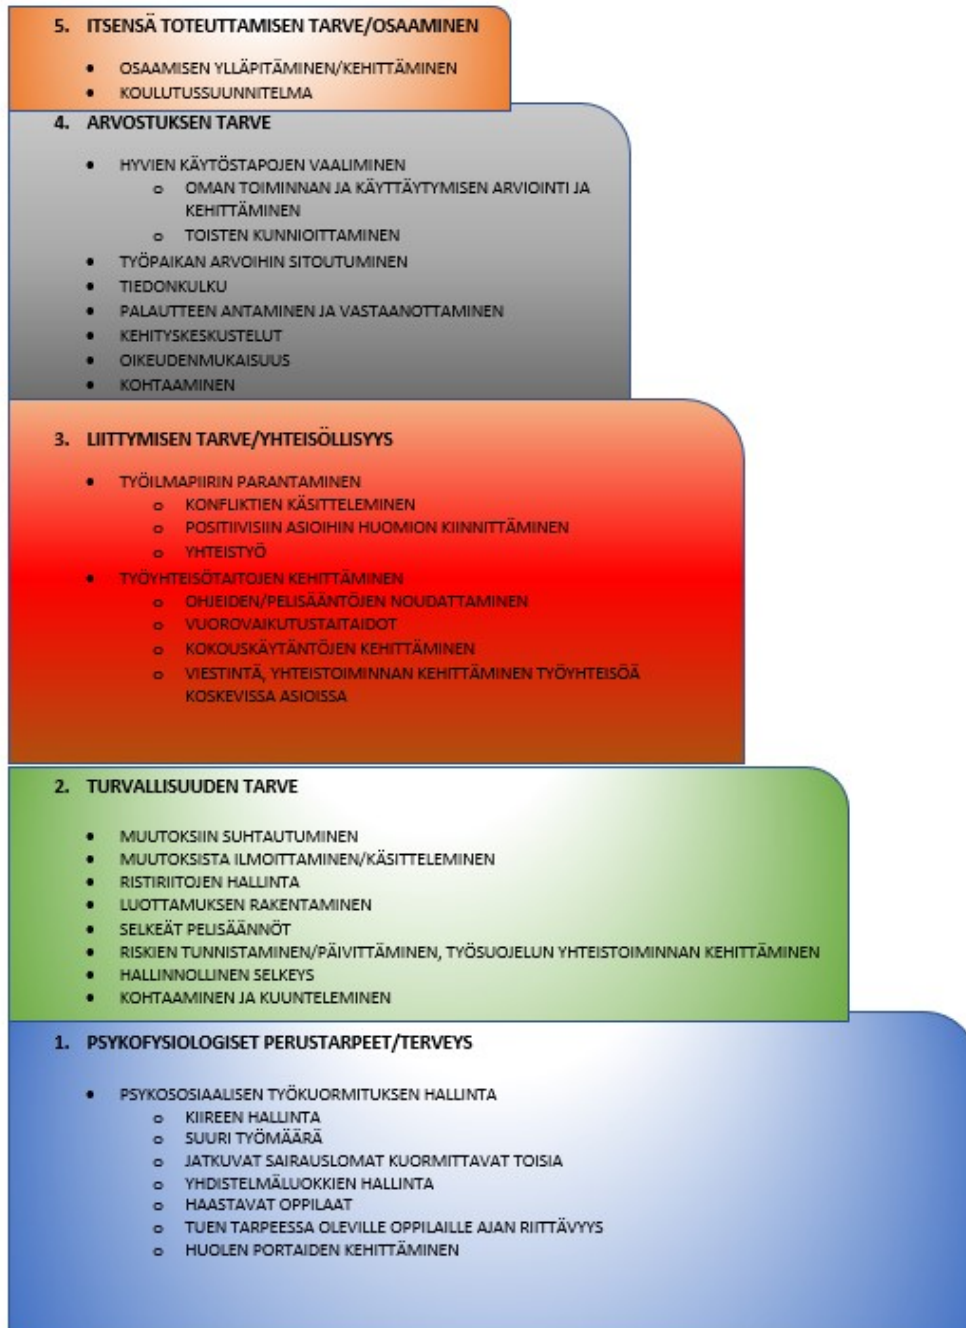 5. ITSENSÄ TOTEUTTAMISEN TARVE/OSAAMINEN
• OSAAMISEN YLLÄPITÄMINEN/KEHITTÄMINEN
• KOULUTUSSUUNNITELMA
4. ARVOSTUKSEN TARVE
• HYVIEN KÄYTÖSTAPOJEN VAALIMINEN
o OMAN TOIMINNAN JA KÄYTTÄYTYMISEN ARVIOINTI JA
KEHITTÄMINEN
o TOISTEN KUNNIOITTAMINEN
• TYÖPAIKAN ARVOIHIN SITOUTUMINEN
• TIEDONKULKU
• PALAUTTEEN ANTAMINEN JA VASTAANOTTAMINEN
• KEHITYSKESKUSTELUT
• OIKEUDENMUKAISUUS
• KOHTAAMINEN
3. LIITTYMISEN TARVE/YHTEISÖLLISYYS
• TYÖILMAPIIRIN PARANTAMINEN
o KONFLIKTIEN KÄSITTELEMINEN
o POSITIIVISIIN ASIOIHIN HUOMION KIINNITTÄMINEN
o YHTEISTYÖ
• TYÖYHTEISÖTAITOJEN KEHITTÄMINEN
o OHJEIDEN/PELISÄÄNTÖJEN NOUDATTAMINEN
o VUOROVAIKUTUSTAITAIDOT
o KOKOUSKÄYTÄNTÖJEN KEHITTÄMINEN
o VIESTINTÄ, YHTEISTOIMINNAN KEHITTÄMINEN TYÖYHTEISÖÄ
KOSKEVISSA ASIOISSA
2. TURVALLISUUDEN TARVE
• MUUTOKSIIN SUHTAUTUMINEN
• MUUTOKSISTA ILMOITTAMINEN/KÄSITTELEMINEN
• RISTIRIITOJEN HALLINTA
• LUOTTAMUKSEN RAKENTAMINEN
• SELKEÄT PELISÄÄNNÖT
• RISKIEN TUNNISTAMINEN/PÄIVITTÄMINEN, TYÖSUOJELUN YHTEISTOIMINNAN KEHITTÄMINEN
• HALLINNOLLINEN SELKEYS
• KOHTAAMINEN JA KUUNTELEMINEN
1. PSYKOFYSIOLOGISET PERUSTARPEET/TERVEYS
• PSYKOSOSIAALISEN TYÖKUORMITUKSEN HALLINTA
o KIIREEN HALLINTA
o SUURI TYÖMÄÄRÄ
o JATKUVAT SAIRAUSLOMAT KUORMITTAVAT TOISIA
o YHDISTELMÄLUOKKIEN HALLINTA
o HAASTAVAT OPPILAAT
o TUEN TARPEESSA OLEVILLE OPPILAILLE AJAN RIITTÄVYYS
o HUOLEN PORTAIDEN KEHITTÄMINEN